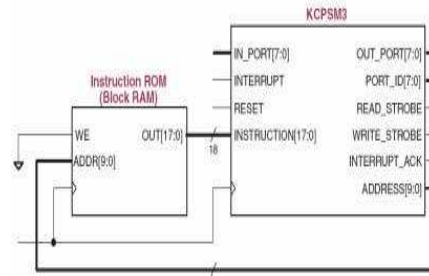 KCPSM3
IN_PORT[7:0]
OUT_PORT[7:0]
INTERRUPT
PORT_ID[7:0]
RESET
READ_STROBE
INSTRUCTION[17:0]
WRITE_STROBE
INTERRUPT_ACK
ADDRESS[9:0]
Instruction ROM
(Block RAM)
WE
OUT[17:0]
ADDR[9:0]
18